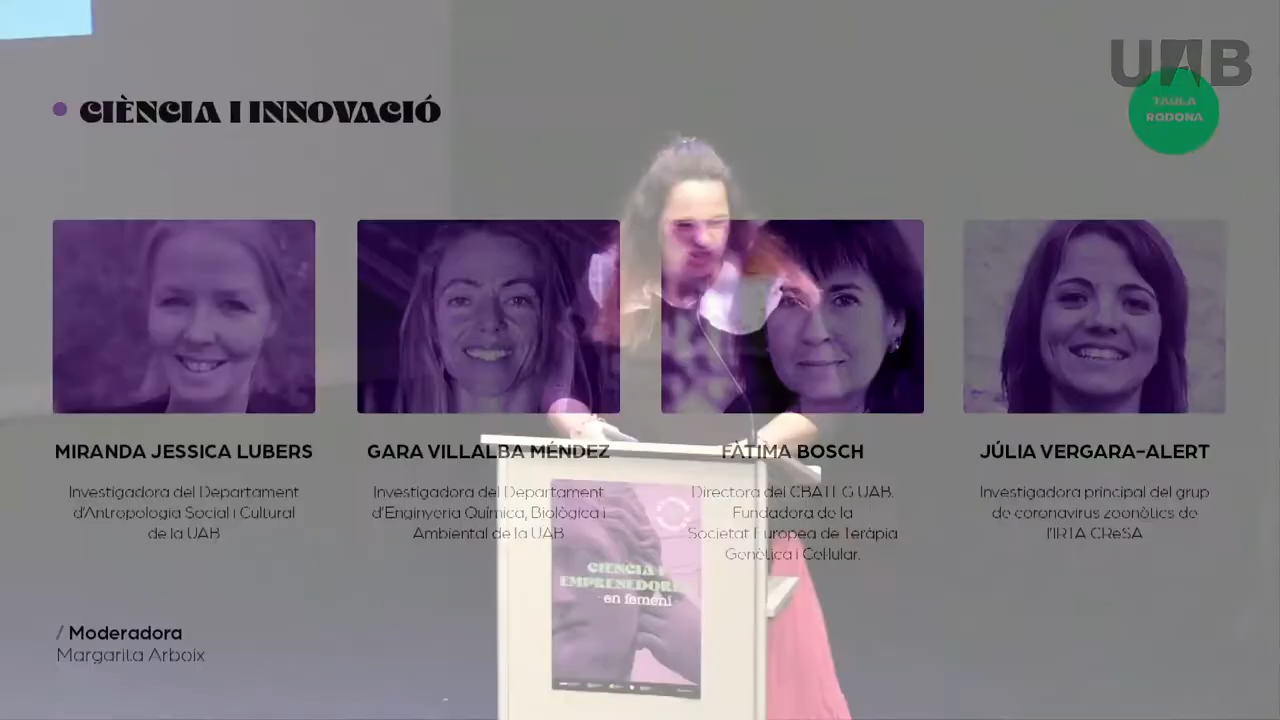 UAB
CIÈNCIA I INNOVACIÓ
TAULA
RODONA
MIRANDA JESSICA LUBERS
Investigadora del Departament
d'Antropologia Social i Cultural
de la UAB
GARA VILLALBA MÉNDEZ
Investigadora del Departament
d'Enginyeria Química, Biològica i
Ambiental de la UAB
FÀTIMA BOSCH
Directora del CBATEG UAB.
Fundadora de la
Societat Europea de Teràpia
Genètica i Cel·lular.
JÚLIA VERGARA-ALERT
Investigadora principal del grup
de coronavirus zoonòtics de
l'IRTA CReSA
CIÈNCIA I
EMPRENEDORI
en femení
/ Moderadora
Margarita Arboix